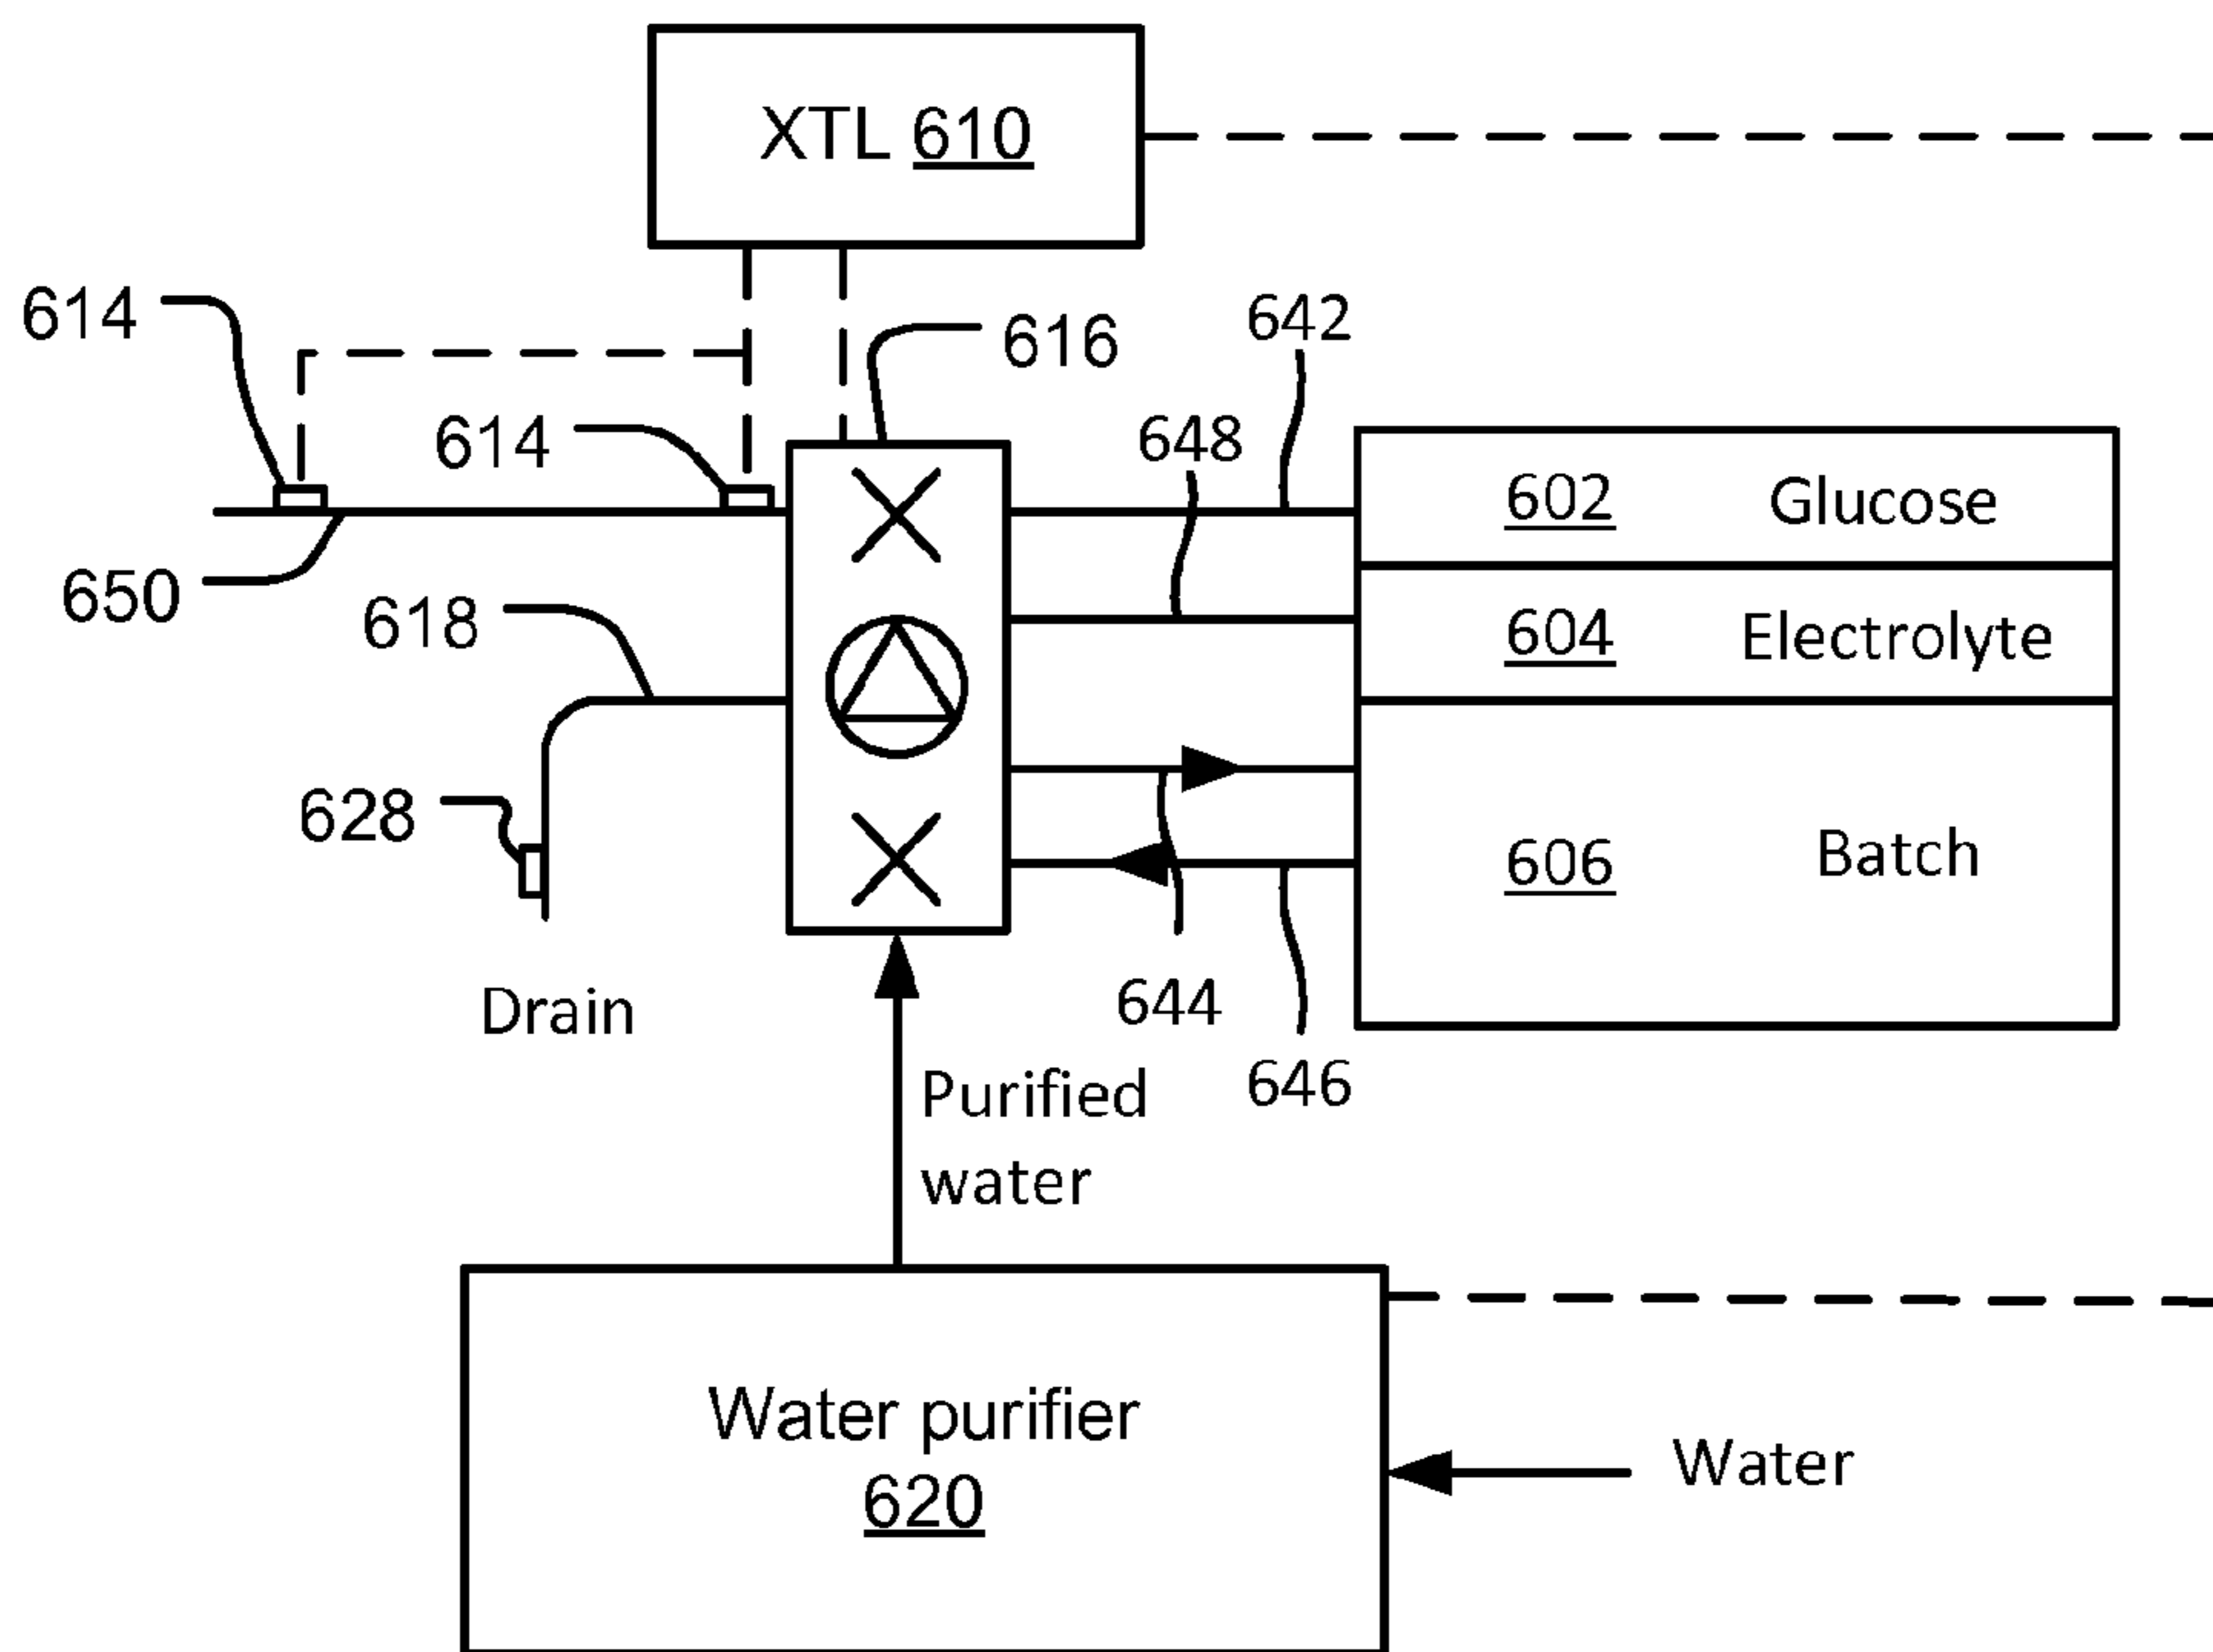 XTL 610
614
616
642
614
648
602 Glucose
650
618
604 Electrolyte
628
606 Batch
Drain
644
646
Purified
water
Water purifier
620
Water